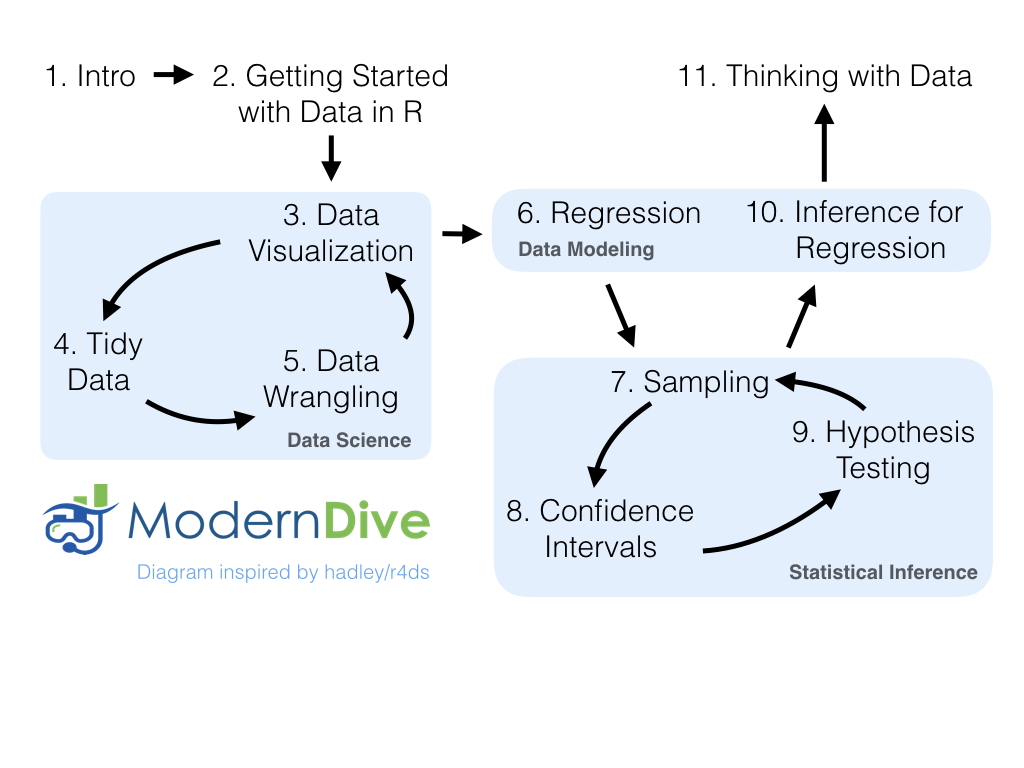 1. Intro
2. Getting Started
with Data in R
3. Data
Visualization
4. Tidy
Data
5. Data
Wrangling
Data Science
ModernDive
Diagram inspired by hadley/r4ds
11. Thinking with Data
6. Regression
Data Modeling
10. Inference for
Regression
7. Sampling
8. Confidence
Intervals
9. Hypothesis
Testing
Statistical Inference